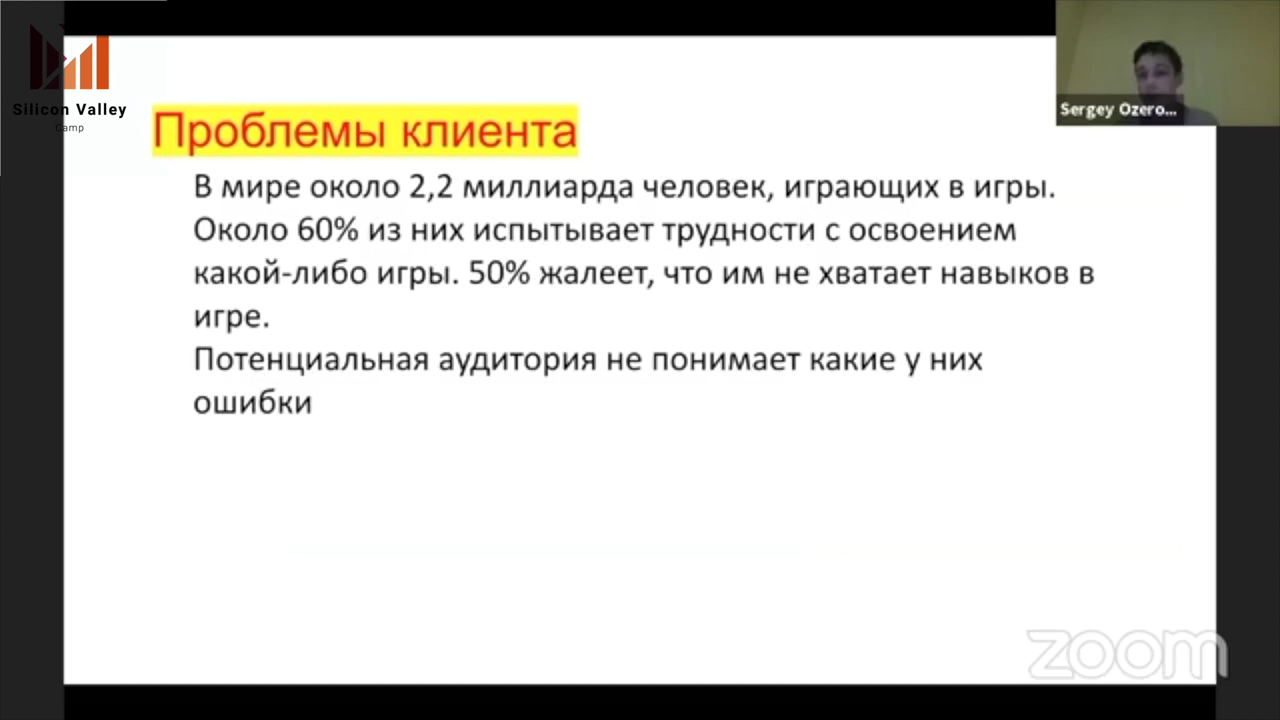 Silicon Valley
Camp
Sergey Ozero...
Проблемы клиента
В мире около 2,2 миллиарда человек, играющих в игры.
Около 60% из них испытывает трудности с освоением
какой-либо игры. 50% жалеет, что им не хватает навыков в
игре.
Потенциальная аудитория не понимает какие у них
ошибки
zoom